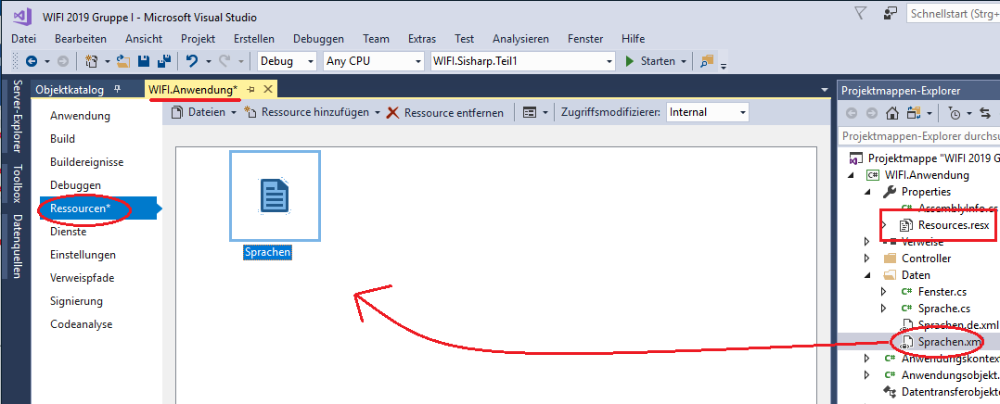 WIFI 2019 Gruppe I - Microsoft Visual Studio
Schnellstart (Strg+
Datei Bearbeiten Ansicht Projekt Erstellen Debuggen Team Extras Test Analysieren Fenster Hilfe
Debug Any CPU WIFI.Sisharp.Teil1 Starten
Server-Explorer
Toolbox
Datenquellen
Objektkatalog WIFI.Anwendung*
Anwendung
Build
Buildereignisse
Debuggen
Ressourcen*
Dienste
Einstellungen
Verweispfade
Signierung
Codeanalyse
Dateien Ressource hinzufügen Ressource entfernen Zugriffsmodifizierer: Internal
Sprachen
Projektmappen-Explorer
Projektmappen-Explorer durchsu
Projektmappe "WIFI 2019 G
C# WIFI.Anwendung
Properties
C# AssemblyInfo.cs
Resources.resx
Verweise
Controller
Daten
C# Fenster.cs
C# Sprache.cs
Sprachen.de.xml
Sprachen.xm
C# Anwendungskontex
C# Anwendungsobjekt.
Datentransferobjekte